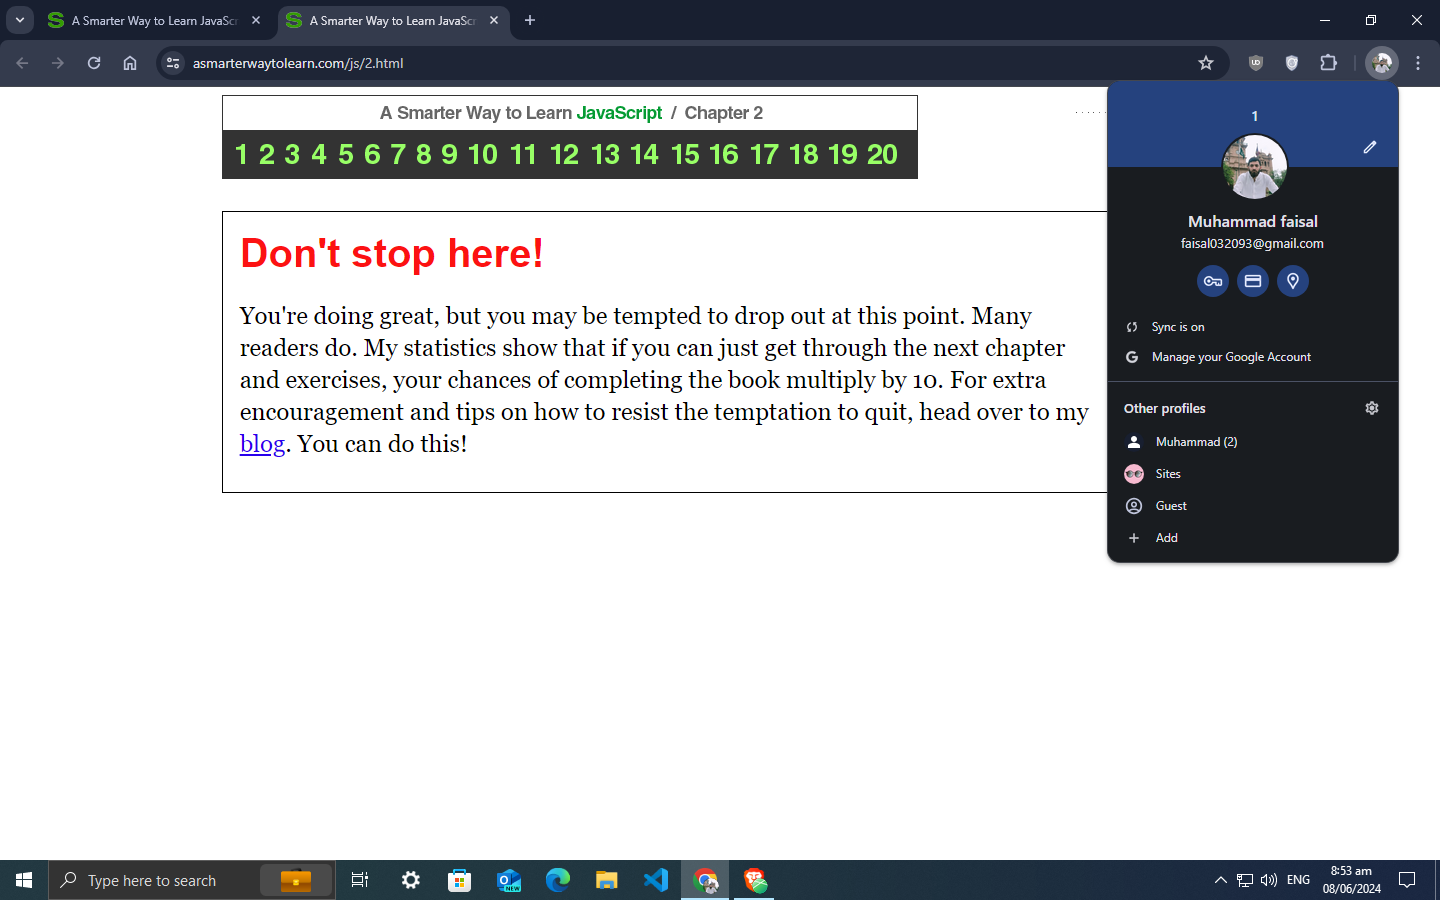 A Smarter Way to Learn JavaScr
A Smarter Way to Learn JavaScr
asmarterwaytolearn.com/js/2.html
A Smarter Way to Learn JavaScript / Chapter 2
1 2 3 4 5 6 7 8 9 10 11 12 13 14 15 16 17 18 19 20
Don't stop here!
You're doing great, but you may be tempted to drop out at this point. Many
readers do. My statistics show that if you can just get through the next chapter
and exercises, your chances of completing the book multiply by 10. For extra
encouragement and tips on how to resist the temptation to quit, head over to my
blog. You can do this!
1
Muhammad faisal
faisal032093@gmail.com
Sync is on
Manage your Google Account
Other profiles
Muhammad (2)
Sites
Guest
Add
Type here to search
NEW
ENG
8:53 am
08/06/2024